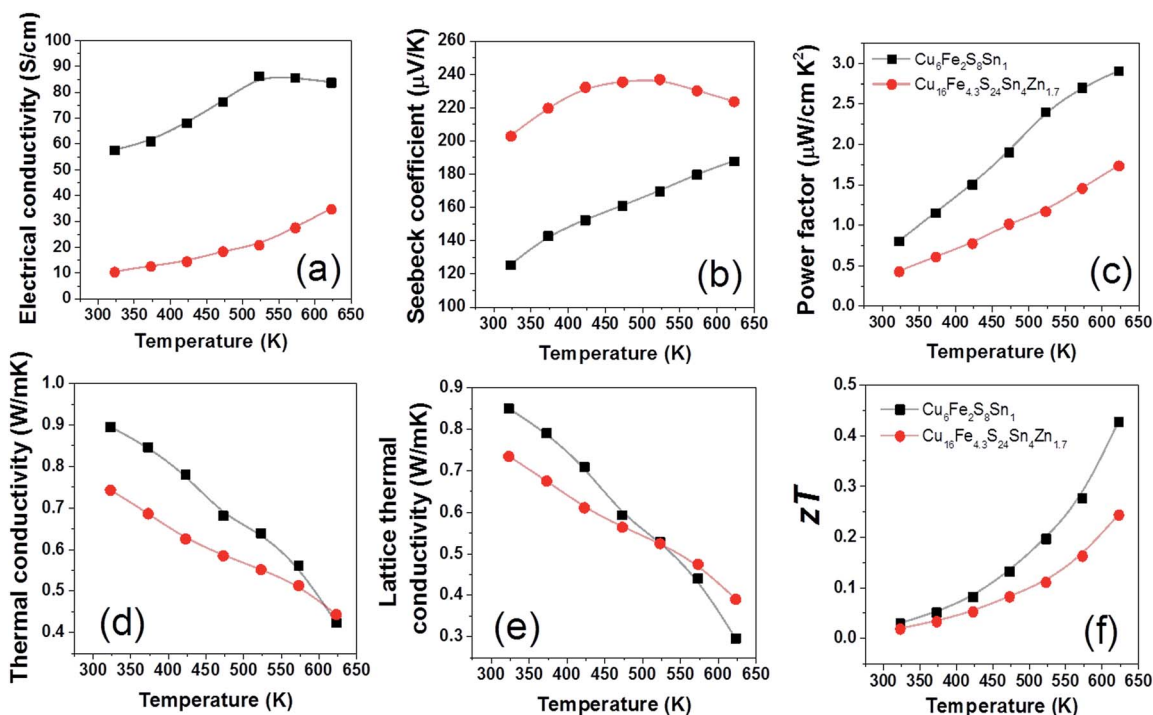 Electrical conductivity (S/cm)
100
90
80
70
60
50
40
30
20
10
0
(a)
300 350 400 450 500 550 600 650
Temperature (K)
Seebeck coefficient (μV/K)
260
240
220
200
180
160
140
120
100
(b)
300 350 400 450 500 550 600 650
Temperature (K)
Power factor (μW/cm K²)
3.0
2.5
2.0
1.5
1.0
0.5
0.0
Cu₆Fe₂S₈Sn₁
Cu₁₆Fe₄.₃S₂₄Sn₄Zn₁.₇
(c)
300 350 400 450 500 550 600 650
Temperature (K)
Thermal conductivity (W/mK)
1.0
0.9
0.8
0.7
0.6
0.5
0.4
(d)
300 350 400 450 500 550 600 650
Temperature (K)
Lattice thermal
conductivity (W/mK)
0.9
0.8
0.7
0.6
0.5
0.4
0.3
(e)
300 350 400 450 500 550 600 650
Temperature (K)
zT
0.5
0.4
0.3
0.2
0.1
0.0
Cu₆Fe₂S₈Sn₁
Cu₁₆Fe₄.₃S₂₄Sn₄Zn₁.₇
(f)
300 350 400 450 500 550 600 650
Temperature (K)